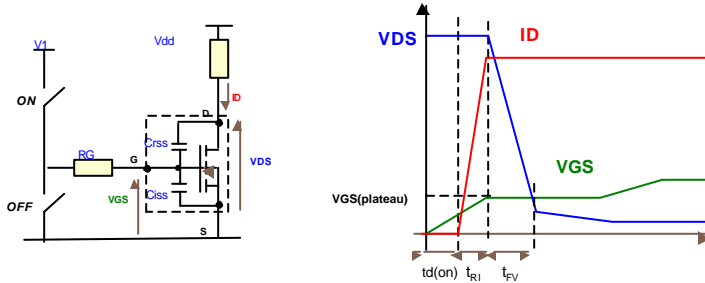 V1
Vdd
ON
ID
D
Crss
RG
G
VDS
Ciss
OFF
VGS
S
VDS
ID
VGS
VGS(plateau)
td(on) tRI tFV